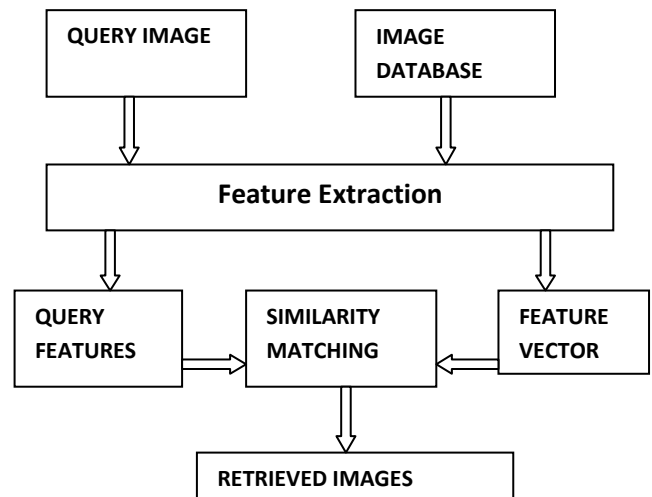 QUERY IMAGE
IMAGE
DATABASE
Feature Extraction
QUERY
FEATURES
SIMILARITY
MATCHING
FEATURE
VECTOR
RETRIEVED IMAGES